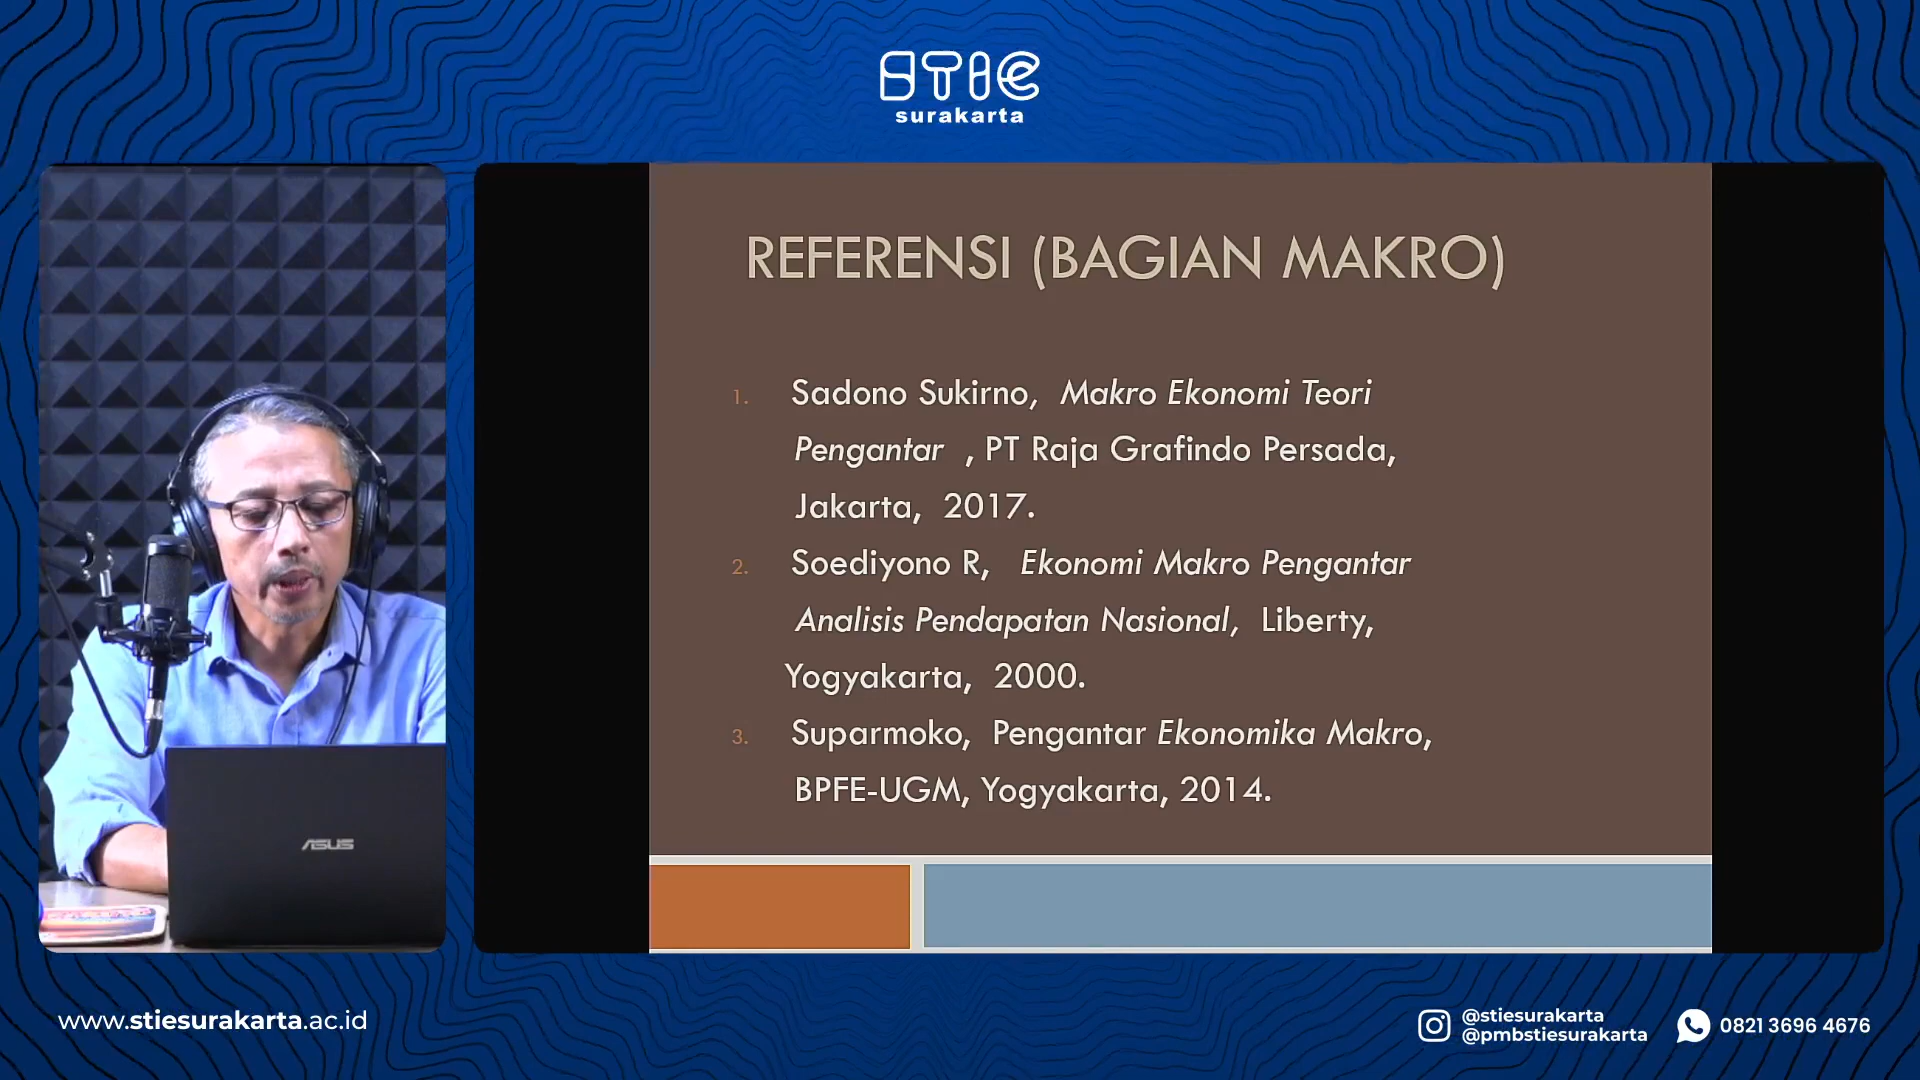 STIE
surakarta
REFERENSI (BAGIAN MAKRO)
1. Sadono Sukirno, Makro Ekonomi Teori
Pengantar , PT Raja Grafindo Persada,
Jakarta, 2017.
2. Soediyono R, Ekonomi Makro Pengantar
Analisis Pendapatan Nasional, Liberty,
Yogyakarta, 2000.
3. Suparmoko, Pengantar Ekonomika Makro,
BPFE-UGM, Yogyakarta, 2014.
ASUS
www.stiesurakarta.ac.id
@stiesurakarta
@pmbstiesurakarta
0821 3696 4676